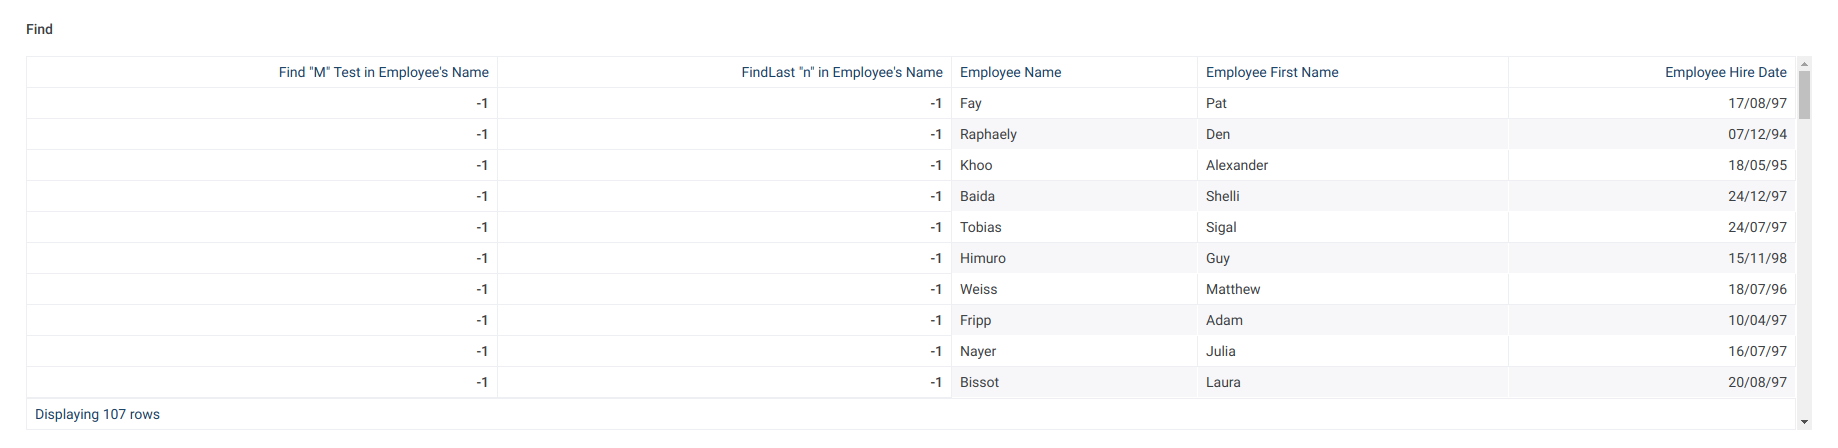 Find
Find "M" Test in Employee's Name FindLast "n" in Employee's Name Employee Name Employee First Name Employee Hire Date
-1 -1 Fay Pat 17/08/97
-1 -1 Raphaely Den 07/12/94
-1 -1 Khoo Alexander 18/05/95
-1 -1 Baida Shelli 24/12/97
-1 -1 Tobias Sigal 24/07/97
-1 -1 Himuro Guy 15/11/98
-1 -1 Weiss Matthew 18/07/96
-1 -1 Fripp Adam 10/04/97
-1 -1 Nayer Julia 16/07/97
-1 -1 Bissot Laura 20/08/97
Displaying 107 rows